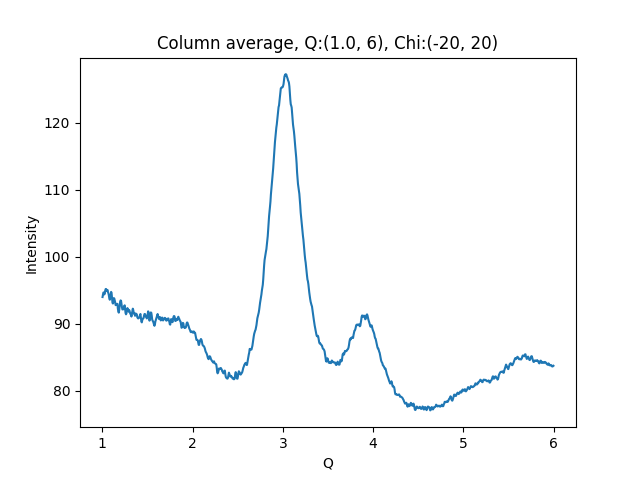 Column average, Q:(1.0, 6), Chi:(-20, 20)
120
110
100
90
80
Intensity
1 2 3 4 5 6
Q